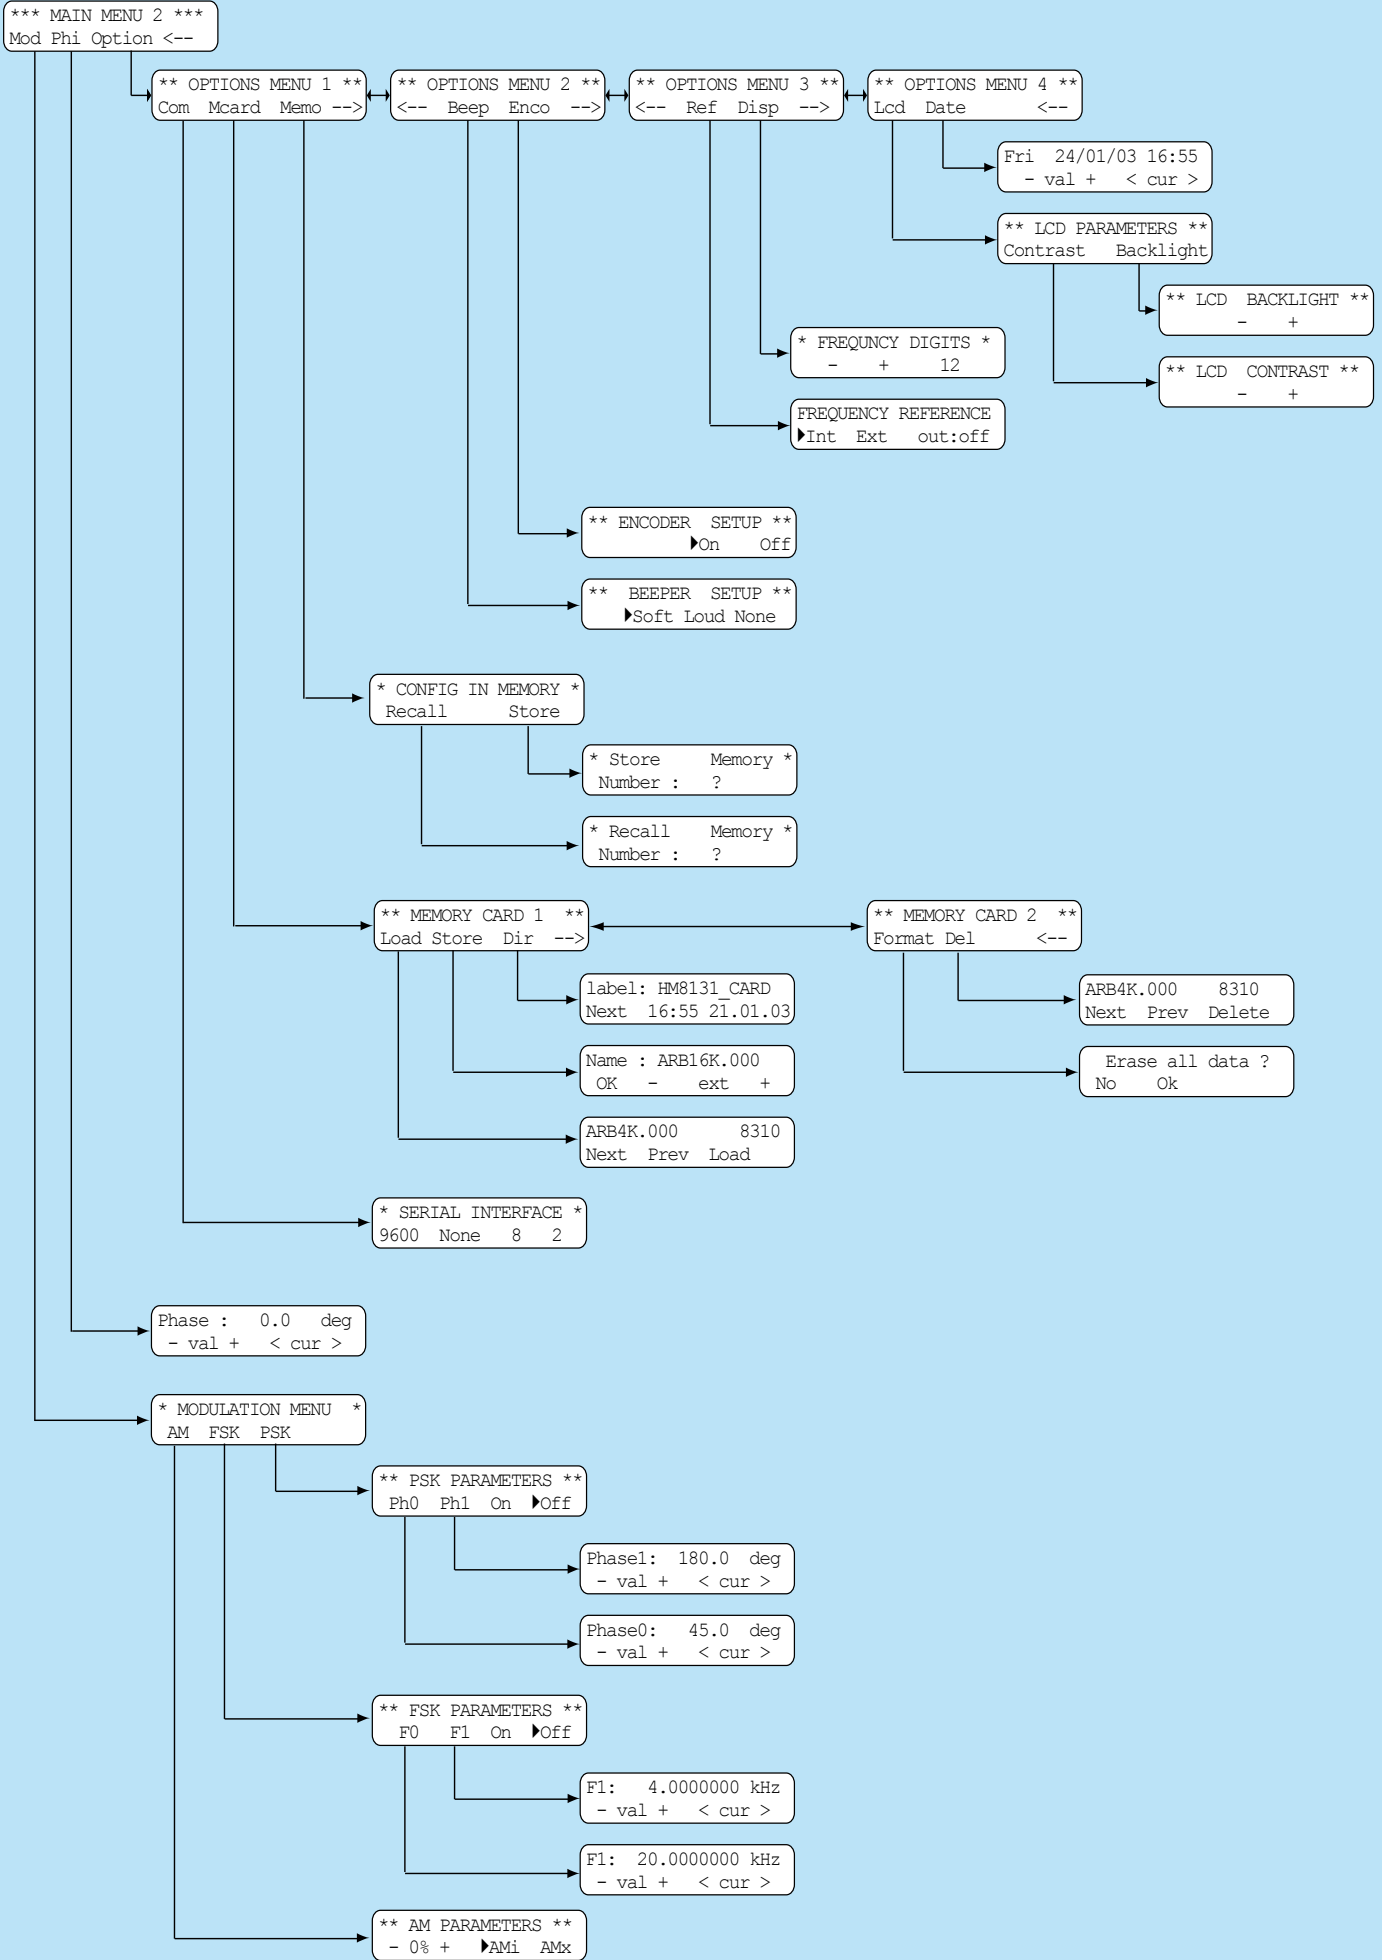 *** MAIN MENU 2 ***
Mod Phi Option <--
** OPTIONS MENU 1 **
Com Mcard Memo -->
** OPTIONS MENU 2 **
<-- Beep Enco -->
** OPTIONS MENU 3 **
<-- Ref Disp -->
** OPTIONS MENU 4 **
Lcd Date <--
Fri 24/01/03 16:55
- val + < cur >
** LCD PARAMETERS **
Contrast Backlight
** LCD BACKLIGHT **
- +
* FREQUNCY DIGITS *
- + 12
** LCD CONTRAST **
- +
FREQUENCY REFERENCE
▶Int Ext out:off
** ENCODER SETUP **
▶On Off
** BEEPER SETUP **
▶Soft Loud None
* CONFIG IN MEMORY *
Recall Store
* Store Memory *
Number : ?
* Recall Memory *
Number : ?
** MEMORY CARD 1 **
Load Store Dir -->
** MEMORY CARD 2 **
Format Del <--
label: HM8131_CARD
Next 16:55 21.01.03
ARB4K.000 8310
Next Prev Delete
Name : ARB16K.000
OK - ext +
Erase all data ?
No Ok
ARB4K.000 8310
Next Prev Load
* SERIAL INTERFACE *
9600 None 8 2
Phase : 0.0 deg
- val + < cur >
* MODULATION MENU *
AM FSK PSK
** PSK PARAMETERS **
Ph0 Ph1 On ▶Off
Phase1: 180.0 deg
- val + < cur >
Phase0: 45.0 deg
- val + < cur >
** FSK PARAMETERS **
F0 F1 On ▶Off
F1: 4.0000000 kHz
- val + < cur >
F1: 20.0000000 kHz
- val + < cur >
** AM PARAMETERS **
- 0% + ▶AMi AMx